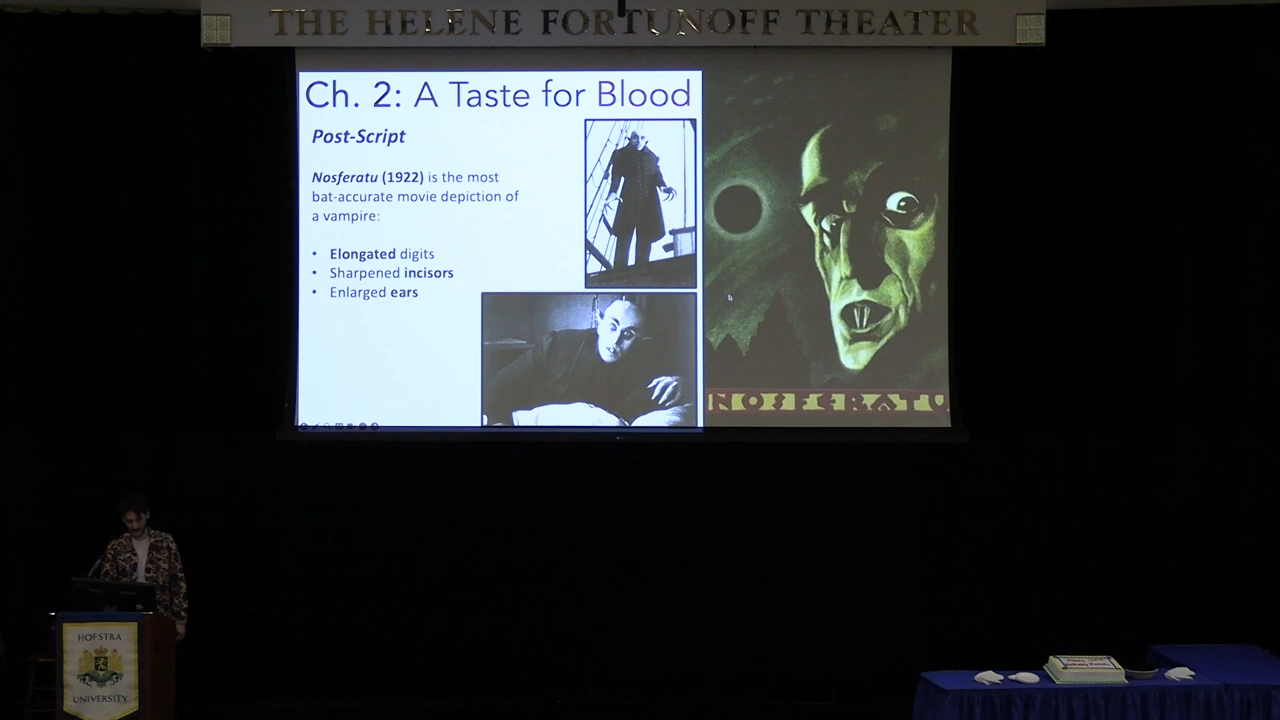 THE HELENE FORTUNOFF THEATER
Ch. 2: A Taste for Blood
Post-Script
Nosferatu (1922) is the most
bat-accurate movie depiction of
a vampire:
• Elongated digits
• Sharpened incisors
• Enlarged ears
NOSFERATU
HOFSTRA
UNIVERSITY